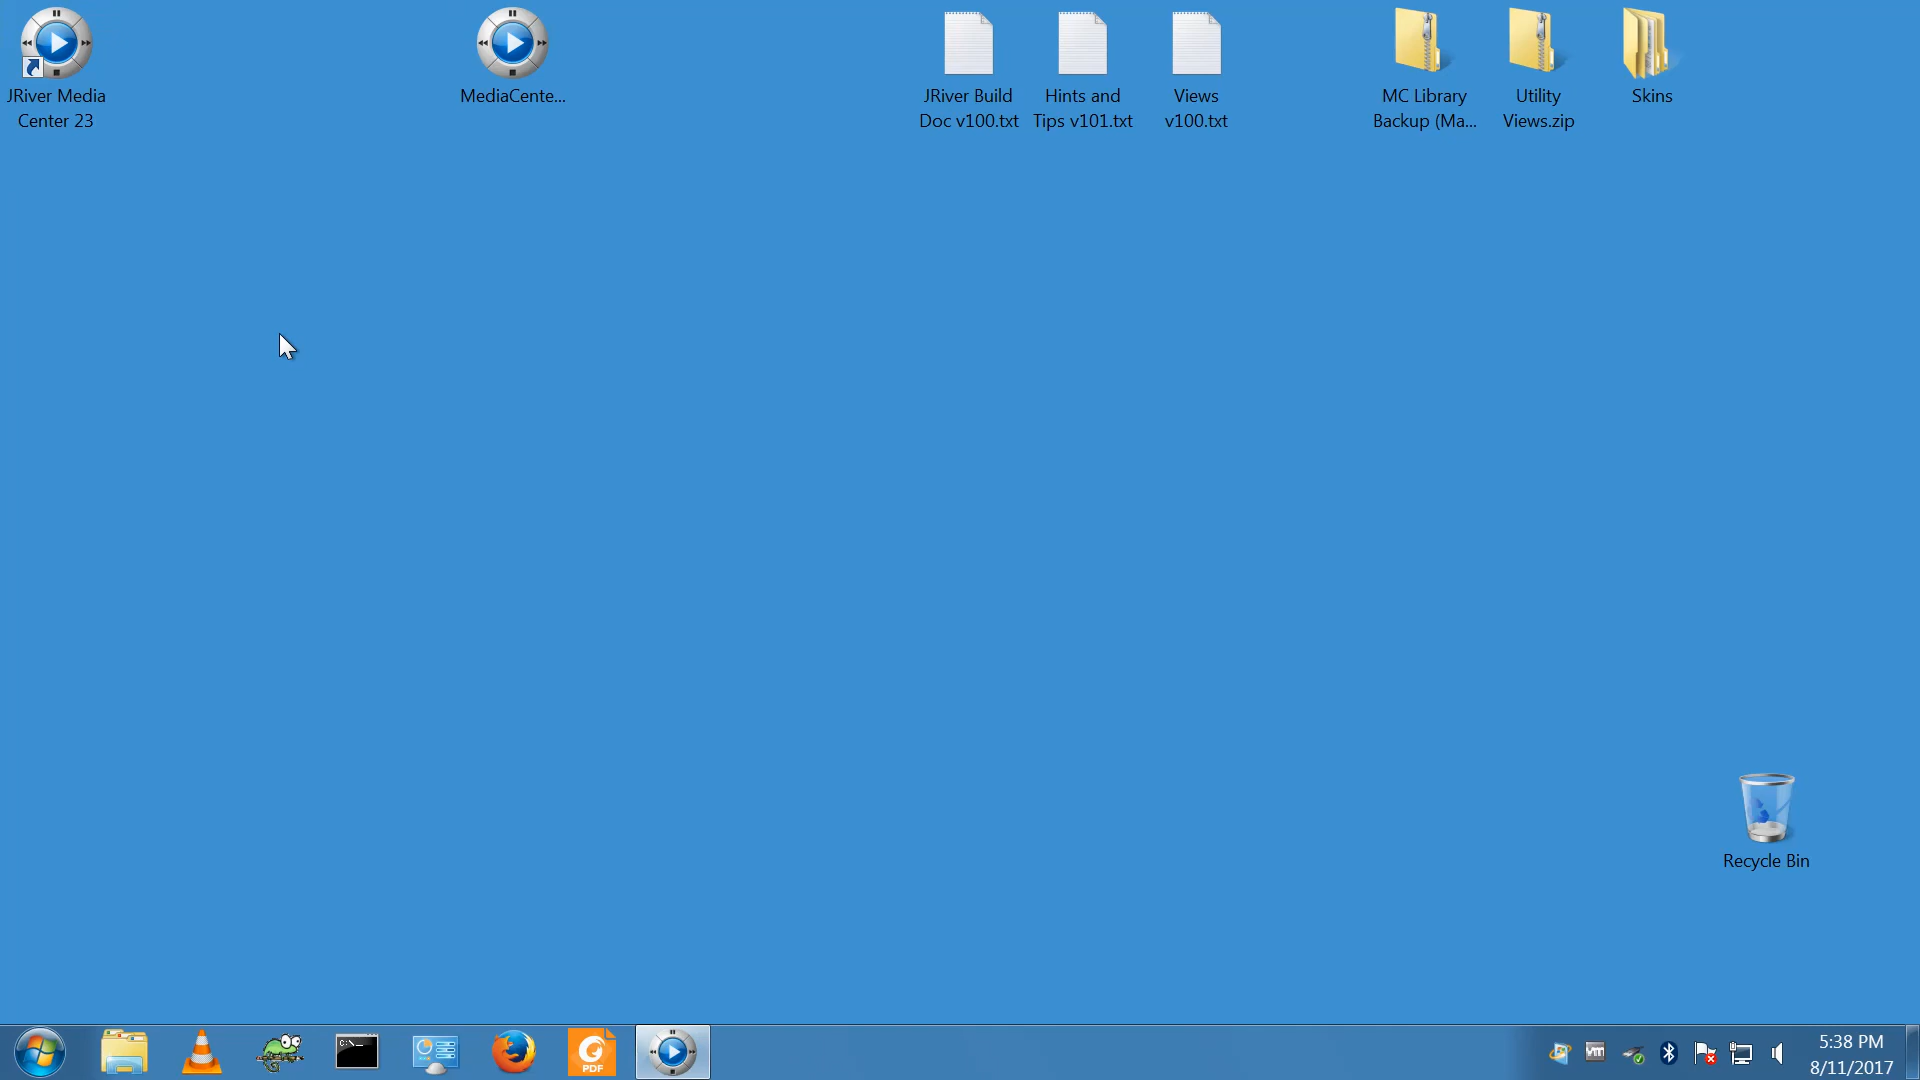 JRiver Media
Center 23
MediaCente...
JRiver Build
Doc v100.txt
Hints and
Tips v101.txt
Views
v100.txt
MC Library
Backup (Ma...
Utility
Views.zip
Skins
Recycle Bin
C:\_
PDF
5:38 PM
8/11/2017